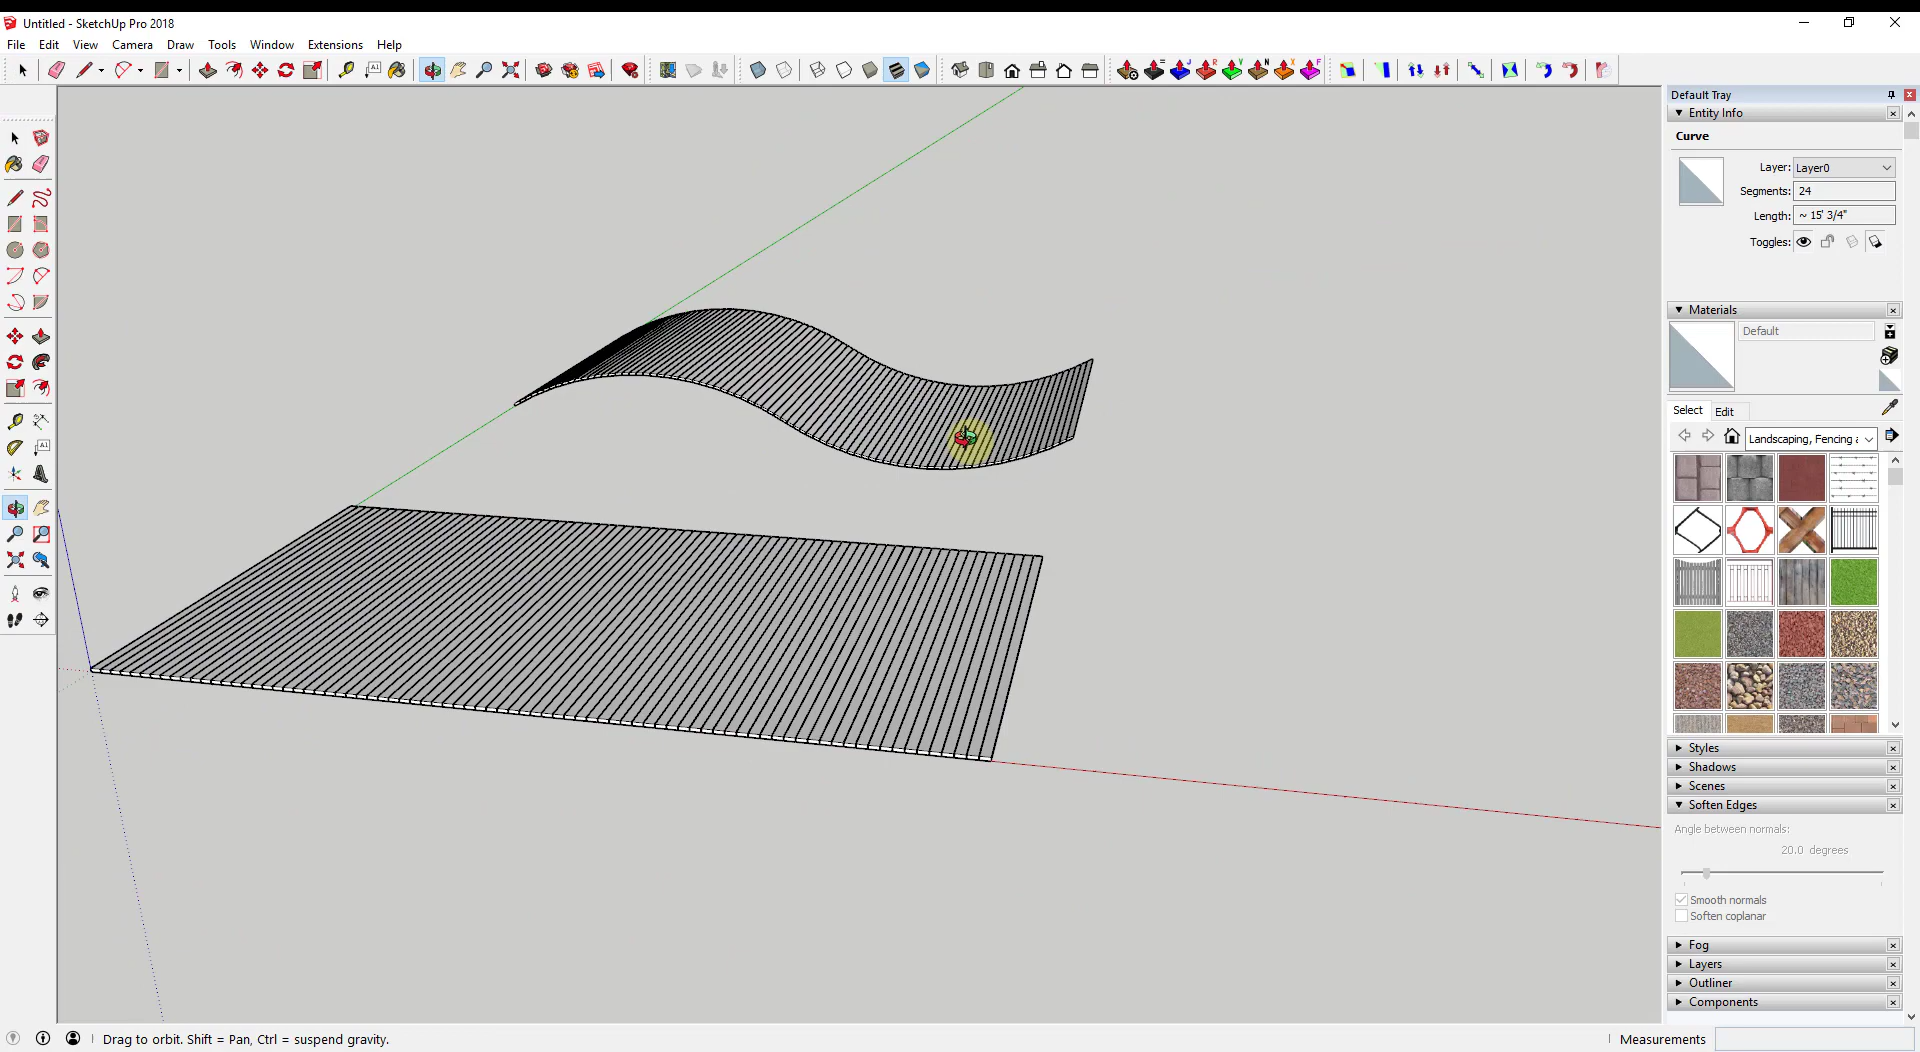 Untitled - SketchUp Pro 2018
File Edit View Camera Draw Tools Window Extensions Help
Default Tray
Entity Info
Curve
Layer: Layer0
Segments: 24
Length: ~ 15' 3/4"
Toggles:
Materials
Default
Select Edit
Landscaping, Fencing a
Styles
Shadows
Scenes
Soften Edges
Angle between normals:
20.0 degrees
Smooth normals
Soften coplanar
Fog
Layers
Outliner
Components
Drag to orbit. Shift = Pan, Ctrl = suspend gravity.
Measurements